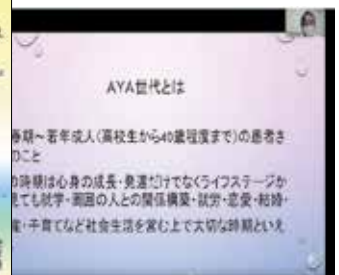 AYA世代とは
春期～若年成人(高校生から40歳程度まで)の患者さ
のこと
の時期は心身の成長・発達だけでなくライフステージか
見ても就学・周囲の人との関係構築・就労・恋愛・結婚・
産・子育てなど社会生活を営む上で大切な時期といえ